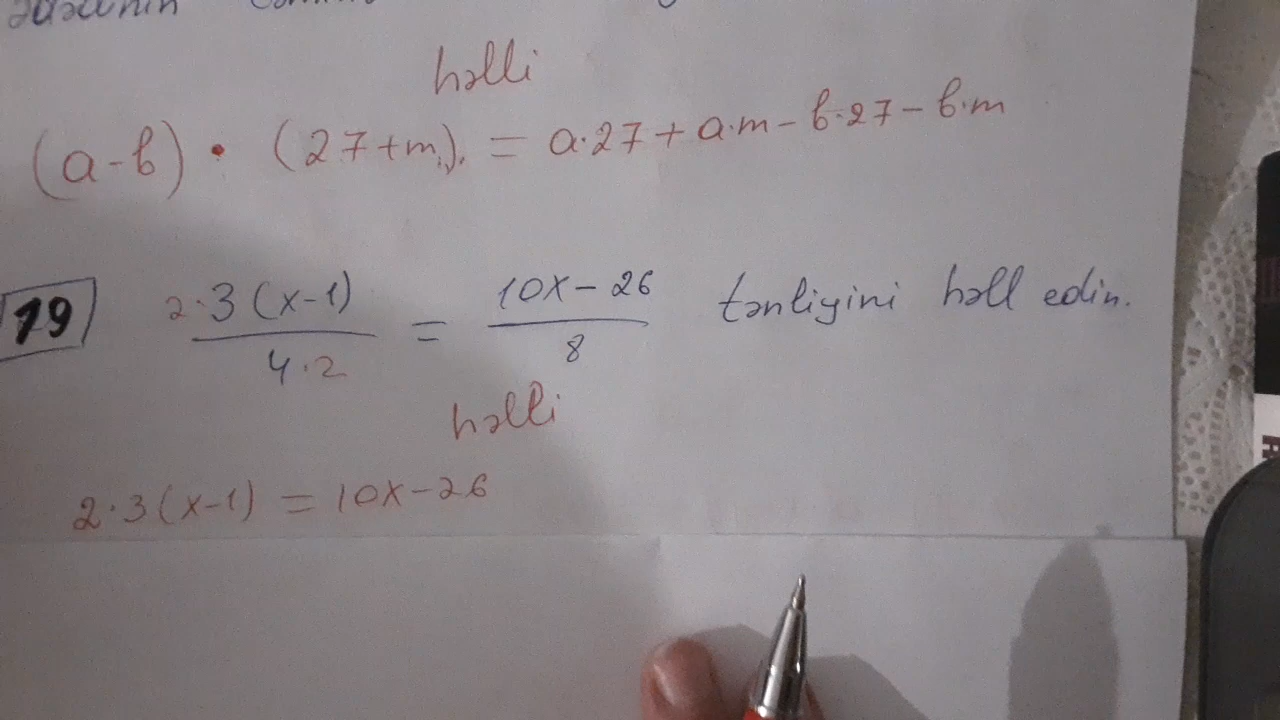 həlli
(a-b) · (27+m) = a·27+a·m-b·27-b·m
19 2·3(x-1)/4·2 = 10x-26/8 tənliyini həll edin.
həlli
2·3(x-1) = 10x-26